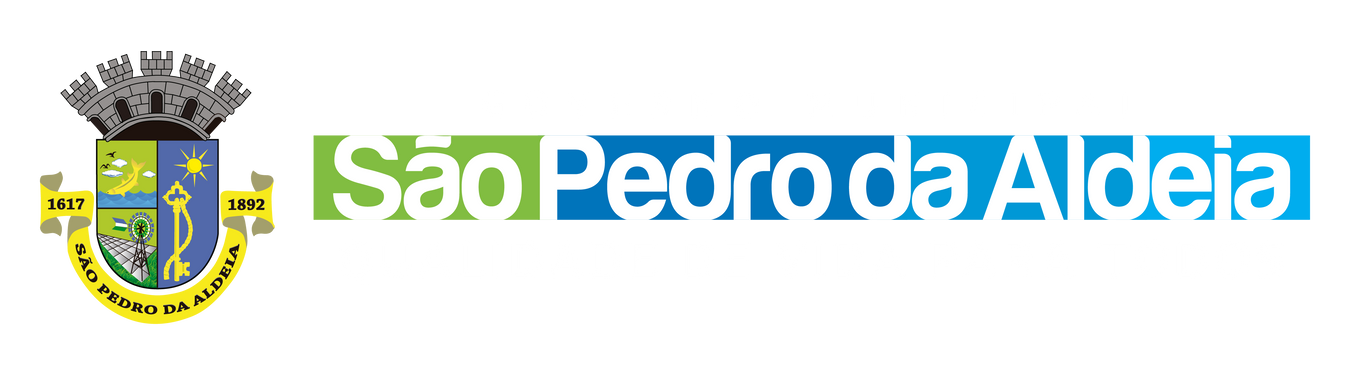 1617
1892
SÃO PEDRO DA ALDEIA
São Pedro da Aldeia